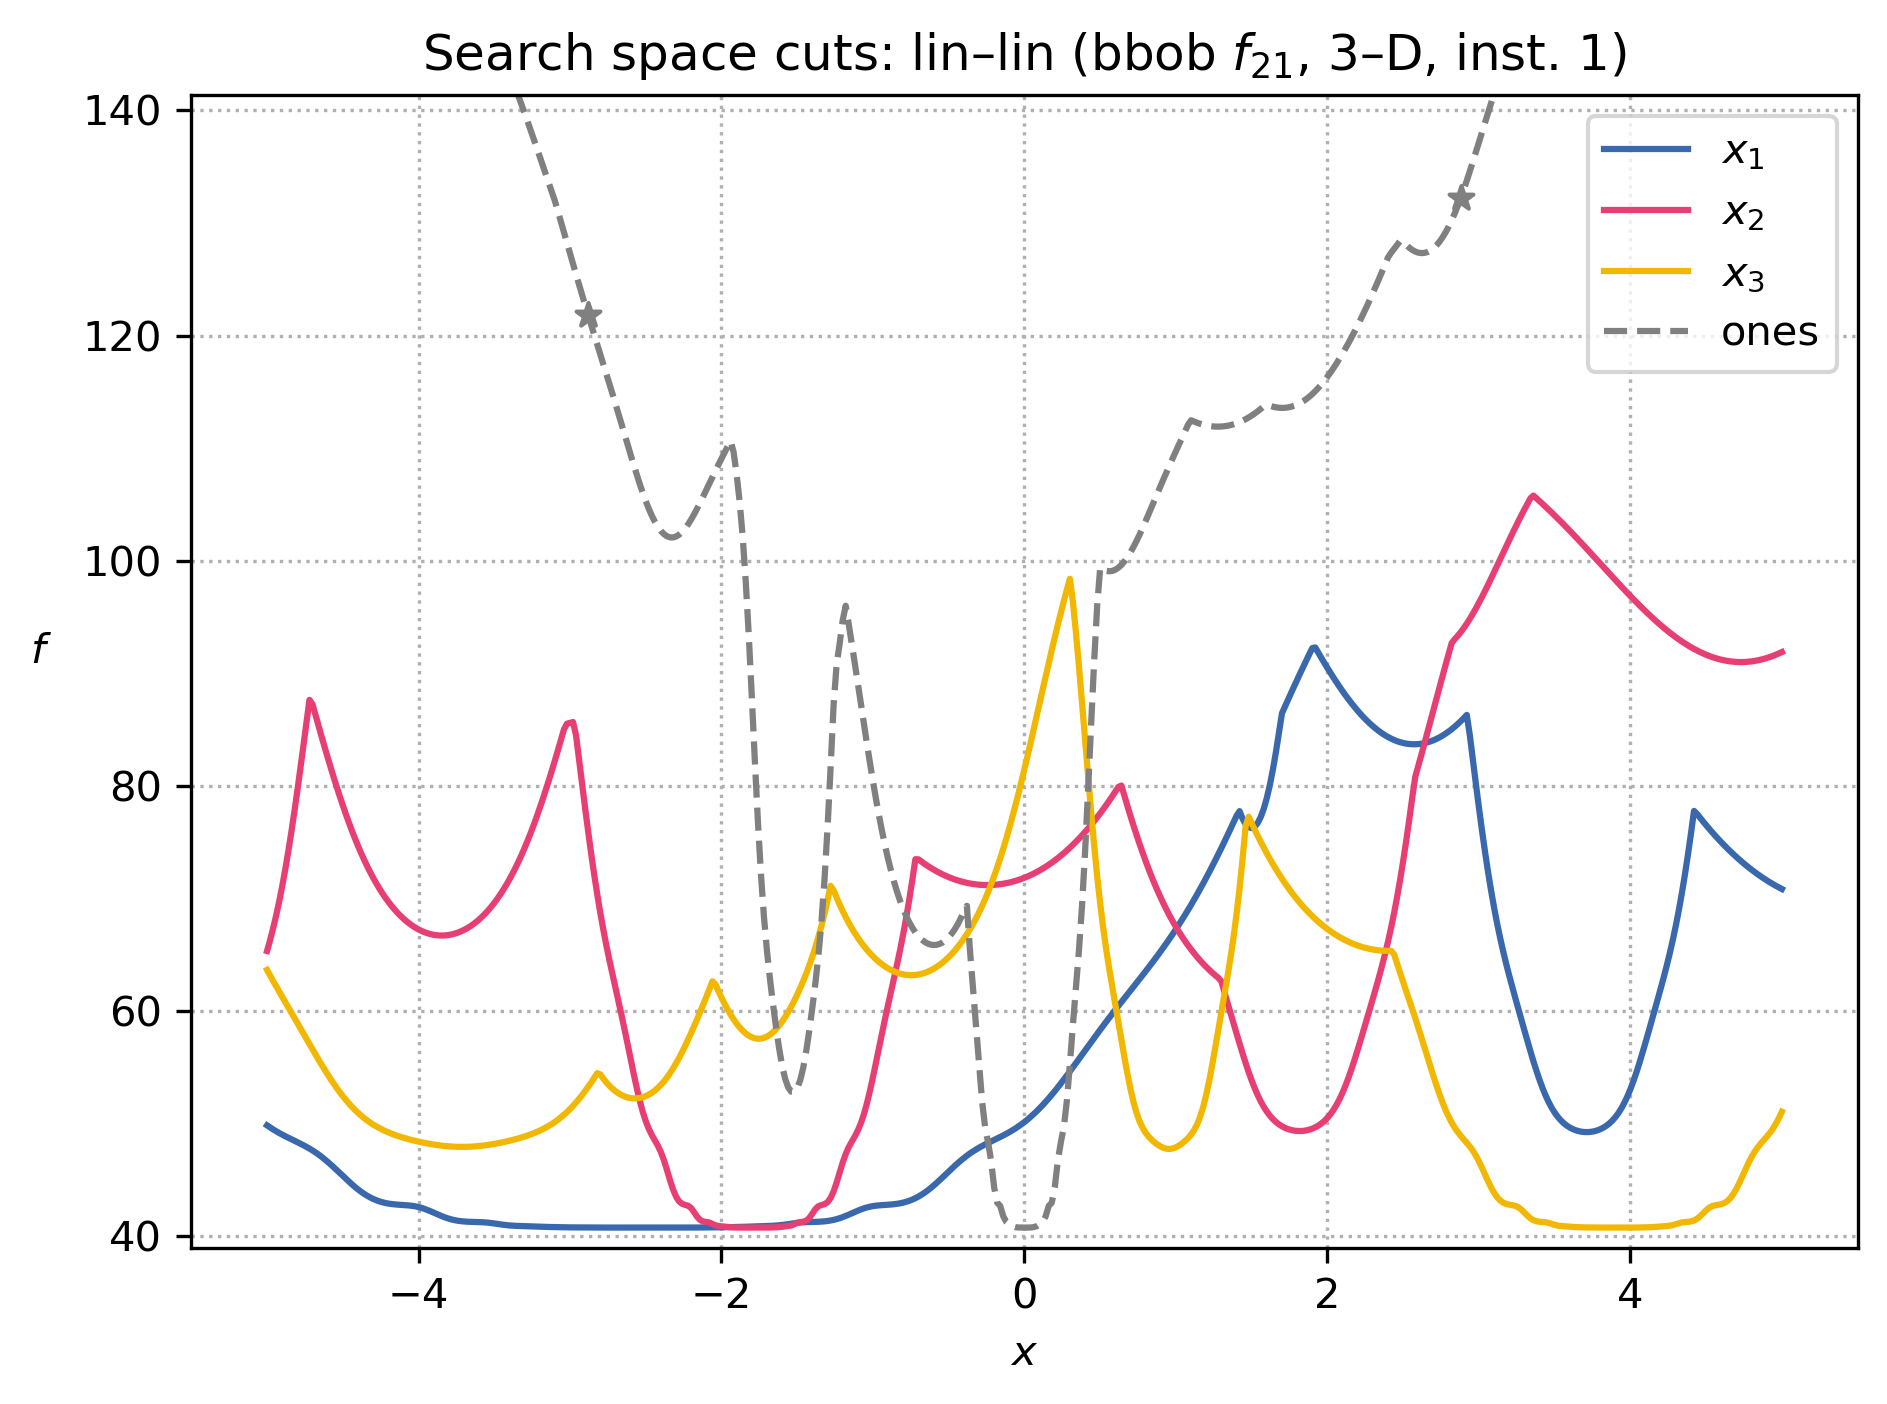 Search space cuts: lin–lin (bbob f₂₁, 3–D, inst. 1)
140
120
100
80
60
40
f
−4
−2
0
2
4
x
x₁
x₂
x₃
ones